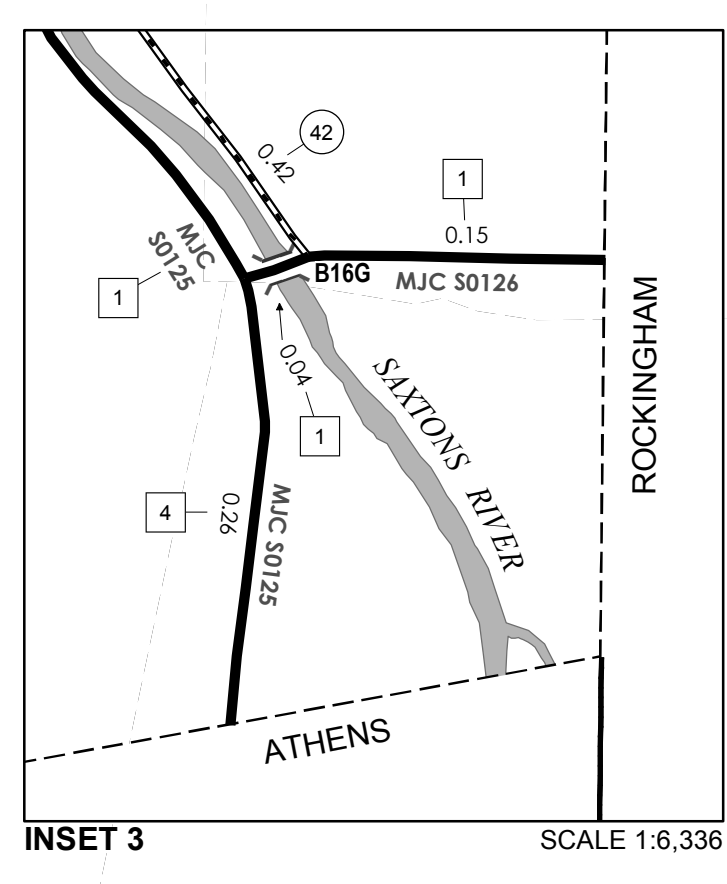 42
0.42
1
0.15
MJC
S0125
B16G
MJC S0126
1
0.04
1
ROCKINGHAM
SAXTONS RIVER
4
0.26
MJC S0125
ATHENS
INSET 3
SCALE 1:6,336